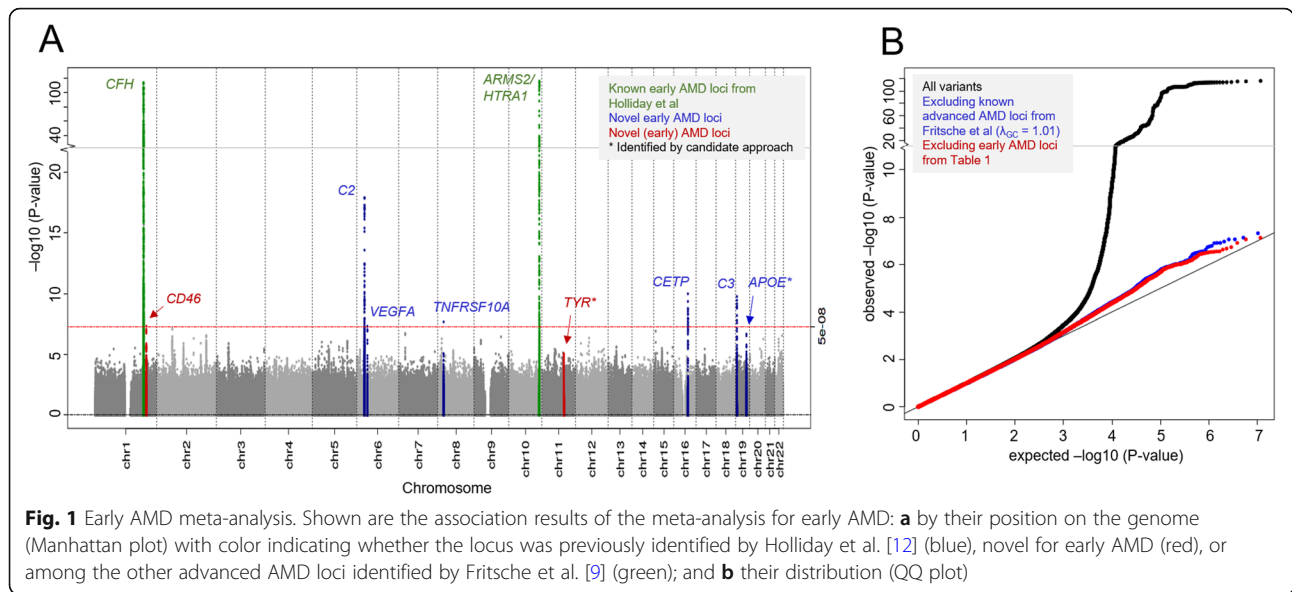 A
B
CFH
ARMS2/
HTRA1
Known early AMD loci from
Holliday et al
Novel early AMD loci
Novel (early) AMD loci
* Identified by candidate approach
C2
CD46
VEGFA
TNFRSF10A
TYR*
CETP
C3
APOE*
–log10 (P-value)
100
40
20
15
10
5
0
5e-08
chr1
chr2
chr3
chr4
chr5
chr6
chr7
chr8
chr9
chr10
chr11
chr12
chr13
chr14
chr15
chr16
chr17
chr18
chr19
chr20
chr21
chr22
Chromosome
All variants
Excluding known
advanced AMD loci from
Fritsche et al (λGC = 1.01)
Excluding early AMD loci
from Table 1
observed –log10 (P-value)
100
60
20
10
8
6
4
2
0
0 1 2 3 4 5 6 7
expected –log10 (P-value)
Fig. 1 Early AMD meta-analysis. Shown are the association results of the meta-analysis for early AMD: a by their position on the genome
(Manhattan plot) with color indicating whether the locus was previously identified by Holliday et al. [12] (blue), novel for early AMD (red), or
among the other advanced AMD loci identified by Fritsche et al. [9] (green); and b their distribution (QQ plot)